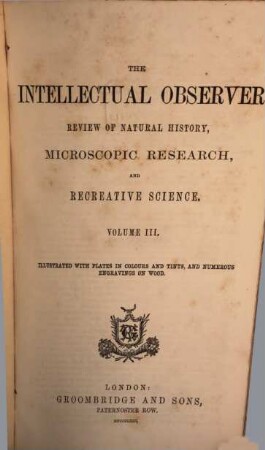 THE
INTELLECTUAL OBSERVER
REVIEW OF NATURAL HISTORY,
MICROSCOPIC RESEARCH,
AND
RECREATIVE SCIENCE.
VOLUME III.
ILLUSTRATED WITH PLATES IN COLOURS AND TINTS, AND NUMEROUS
ENGRAVINGS ON WOOD.
LONDON:
GROOMBRIDGE AND SONS,
PATERNOSTER ROW.